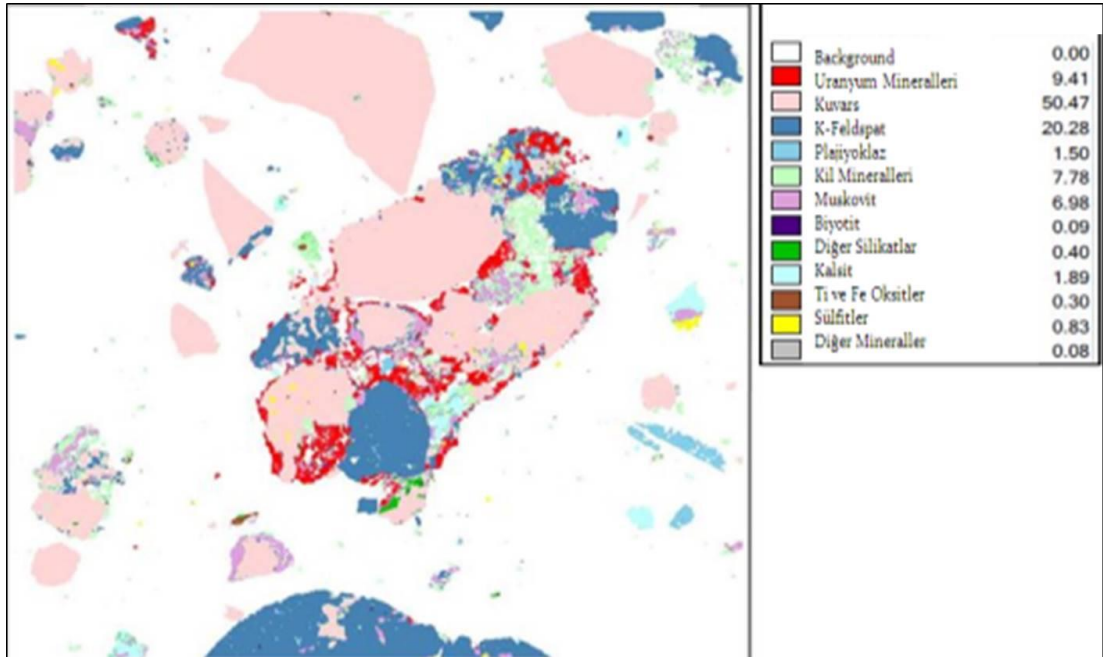 Background 0.00
Uranyum Mineralleri 9.41
Kuvars 50.47
K-Feldspat 20.28
Plajiyoklaz 1.50
Kil Mineralleri 7.78
Muskovit 6.98
Biyotit 0.09
Diğer Silikatlar 0.40
Kalsit 1.89
Ti ve Fe Oksitler 0.30
Sülfitler 0.83
Diğer Mineraller 0.08